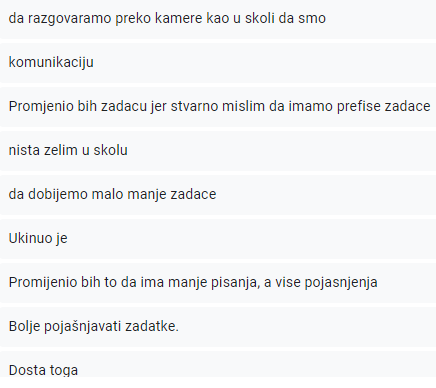 da razgovaramo preko kamere kao u skoli da smo
komunikaciju
Promjenio bih zadacu jer stvarno mislim da imamo prefise zadace
nista zelim u skolu
da dobijemo malo manje zadace
Ukinuo je
Promijenio bih to da ima manje pisanja, a vise pojasnjenja
Bolje pojašnjavati zadatke.
Dosta toga